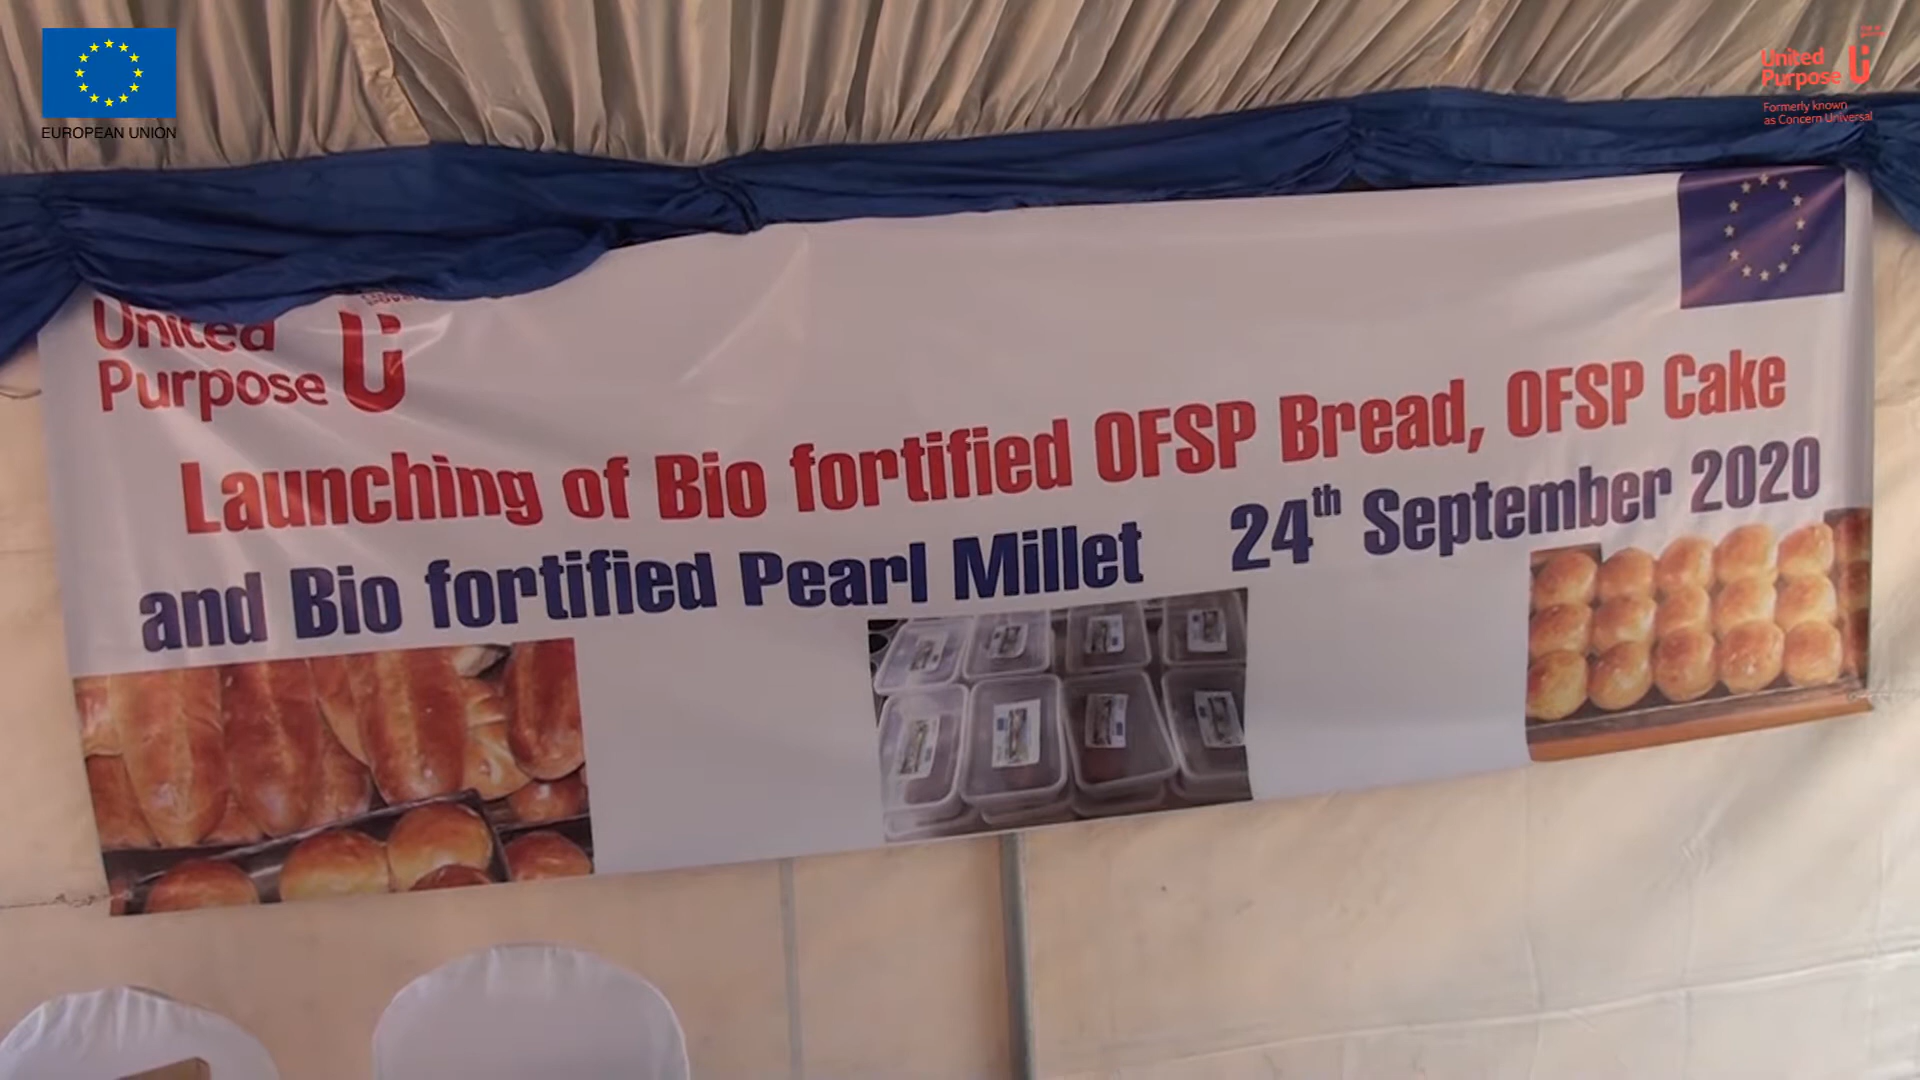 EUROPEAN UNION
United
Purpose
Formerly known
as Concern Universal
United
Purpose
Launching of Bio fortified OFSP Bread, OFSP Cake
and Bio fortified Pearl Millet 24th September 2020